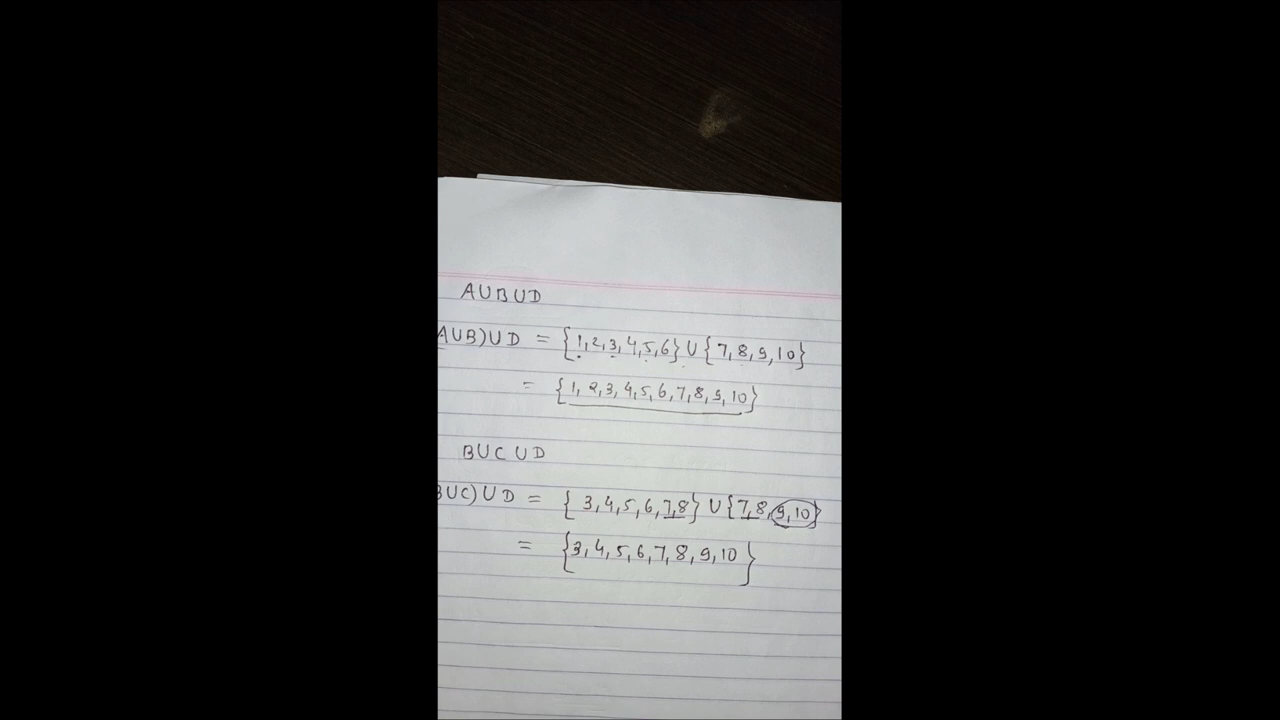 AUBUD
AUB)UD = {1,2,3,4,5,6} U {7,8,9,10}
= {1,2,3,4,5,6,7,8,9,10}
BUCUD
BUC)UD = {3,4,5,6,7,8} U {7,8,9,10}
= {3,4,5,6,7,8,9,10}